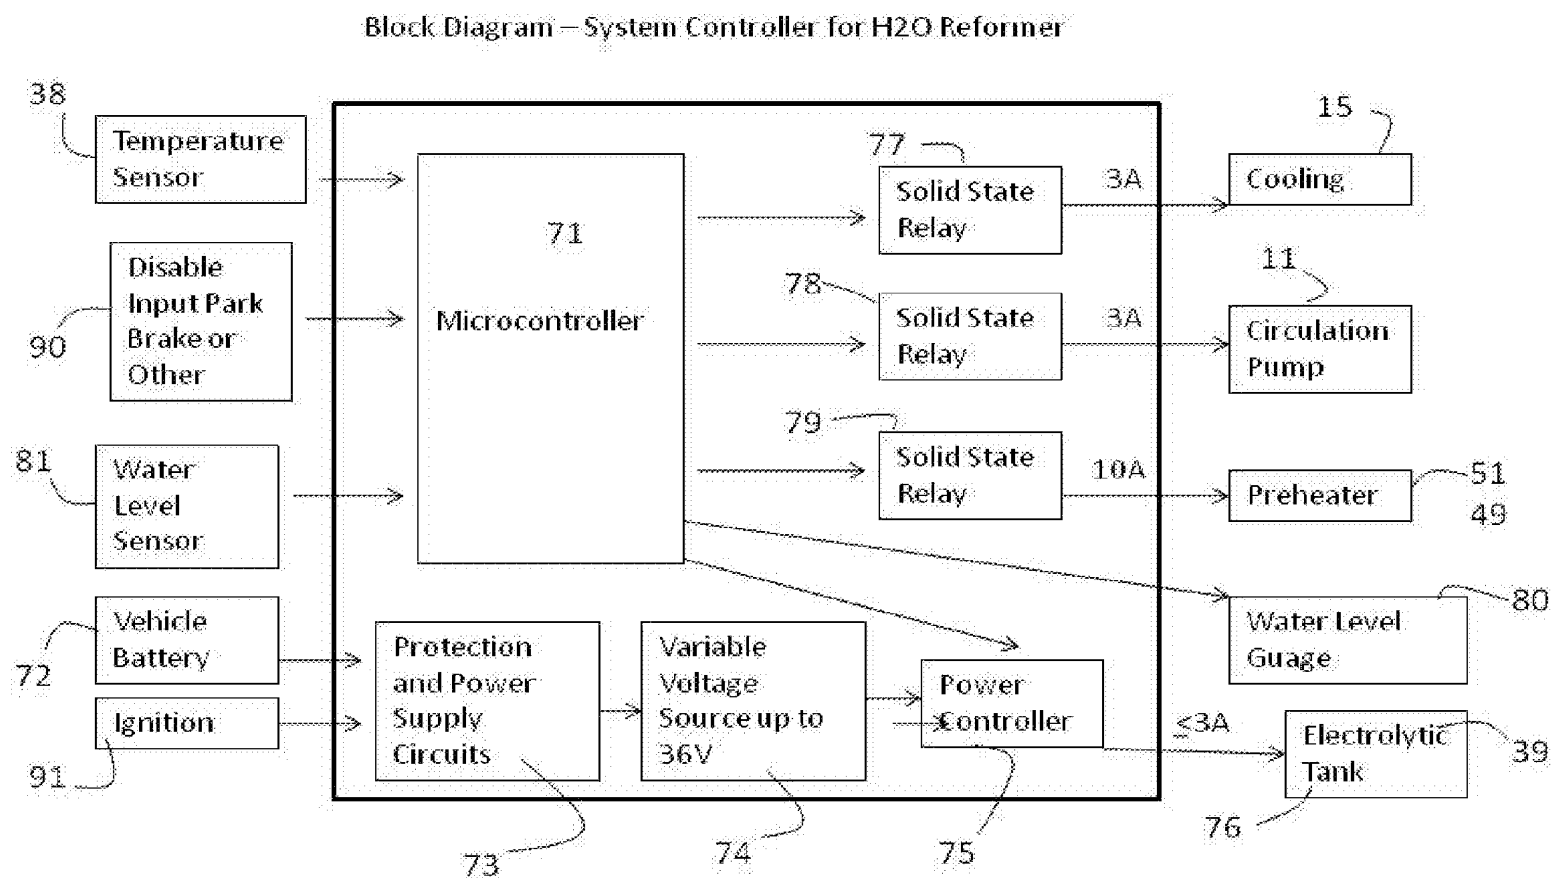 Block Diagram – System Controller for H2O Reformer
38
Temperature
Sensor
90
Disable
Input Park
Brake or
Other
81
Water
Level
Sensor
72
Vehicle
Battery
91
Ignition
71
Microcontroller
77
Solid State
Relay
3A
15
Cooling
78
Solid State
Relay
3A
11
Circulation
Pump
79
Solid State
Relay
10A
Preheater
51
49
80
Water Level
Guage
Protection
and Power
Supply
Circuits
73
Variable
Voltage
Source up to
36V
74
Power
Controller
75
≤3A
Electrolytic
Tank
39
76